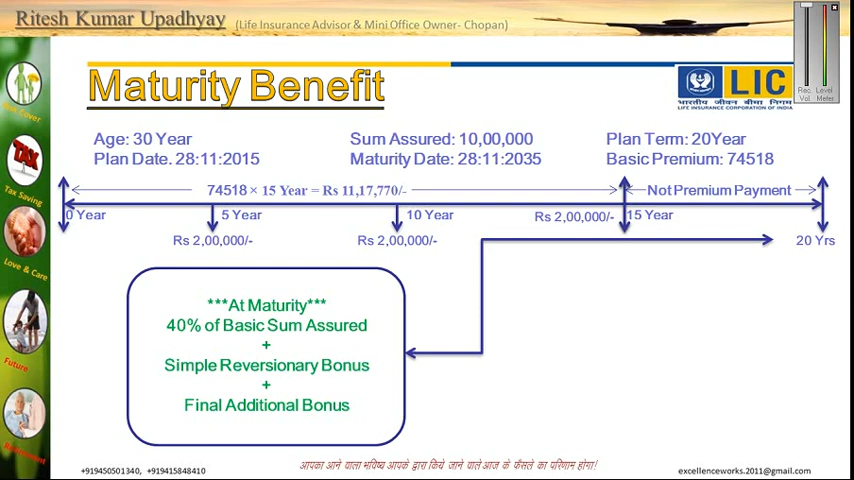 Ritesh Kumar Upadhyay (Life Insurance Advisor & Mini Office Owner- Chopan)
Rec. Vol.
Level Meter
Maturity Benefit
LIC
भारतीय जीवन बीमा निगम
LIFE INSURANCE CORPORATION OF INDIA
Age: 30 Year
Sum Assured: 10,00,000
Plan Term: 20Year
Plan Date. 28:11:2015
Maturity Date: 28:11:2035
Basic Premium: 74518
74518 × 15 Year = Rs 11,17,770/-
Not Premium Payment
0 Year
5 Year
10 Year
Rs 2,00,000/-
15 Year
Rs 2,00,000/-
Rs 2,00,000/-
20 Yrs
***At Maturity***
40% of Basic Sum Assured
+
Simple Reversionary Bonus
+
Final Additional Bonus
Tax Saving
Love & Care
Future
Retirement
+919450501340, +919415848410
आपका आने वाला भविष्य आपके द्वारा किये जाने वाले आज के फैसले का परिणाम होगा!
excellenceworks.2011@gmail.com